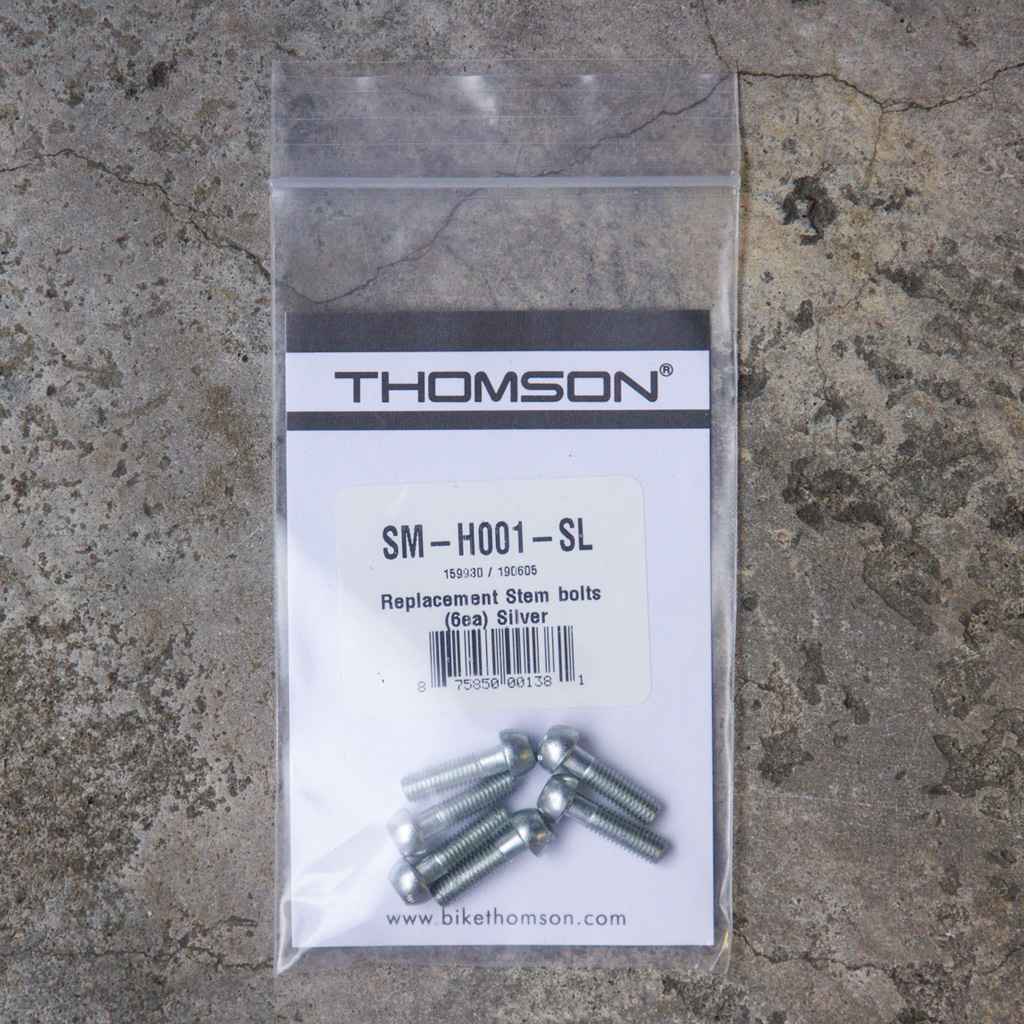 THOMSON®
SM-H001-SL
159930 / 190605
Replacement Stem bolts
(6ea) Silver
8 75850 00138 1
www.bikethomson.com